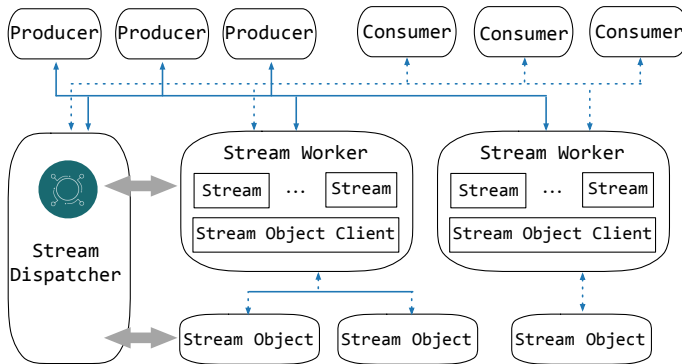 Producer
Producer
Producer
Consumer
Consumer
Consumer
Stream Worker
Stream
...
Stream
Stream Object Client
Stream Worker
Stream
...
Stream
Stream Object Client
Stream
Dispatcher
Stream Object
Stream Object
Stream Object